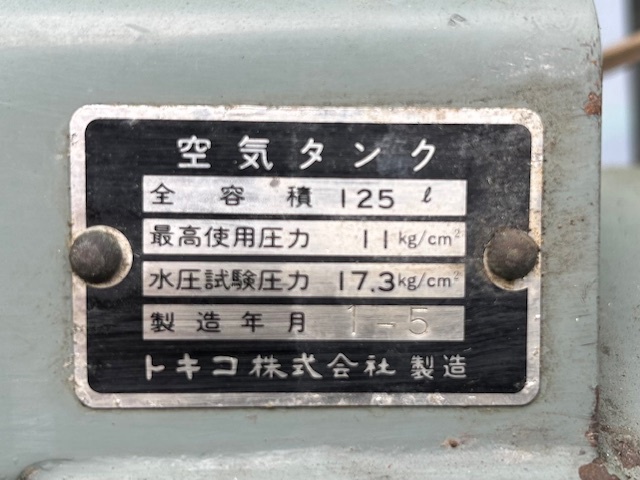 空気タンク
全容積 125 ℓ
最高使用圧力 11 kg/cm²
水圧試験圧力 17.3 kg/cm²
製造年月 1-5
トキコ株式会社 製造